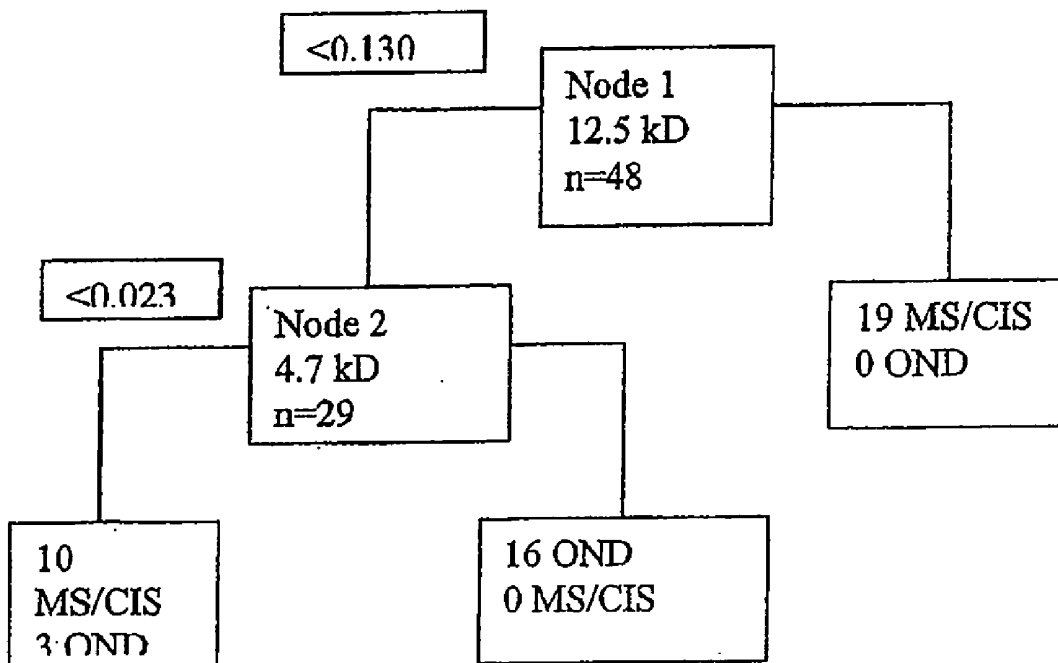 <0.130
Node 1
12.5 kD
n=48
<0.023
Node 2
4.7 kD
n=29
19 MS/CIS
0 OND
10
MS/CIS
3 OND
16 OND
0 MS/CIS